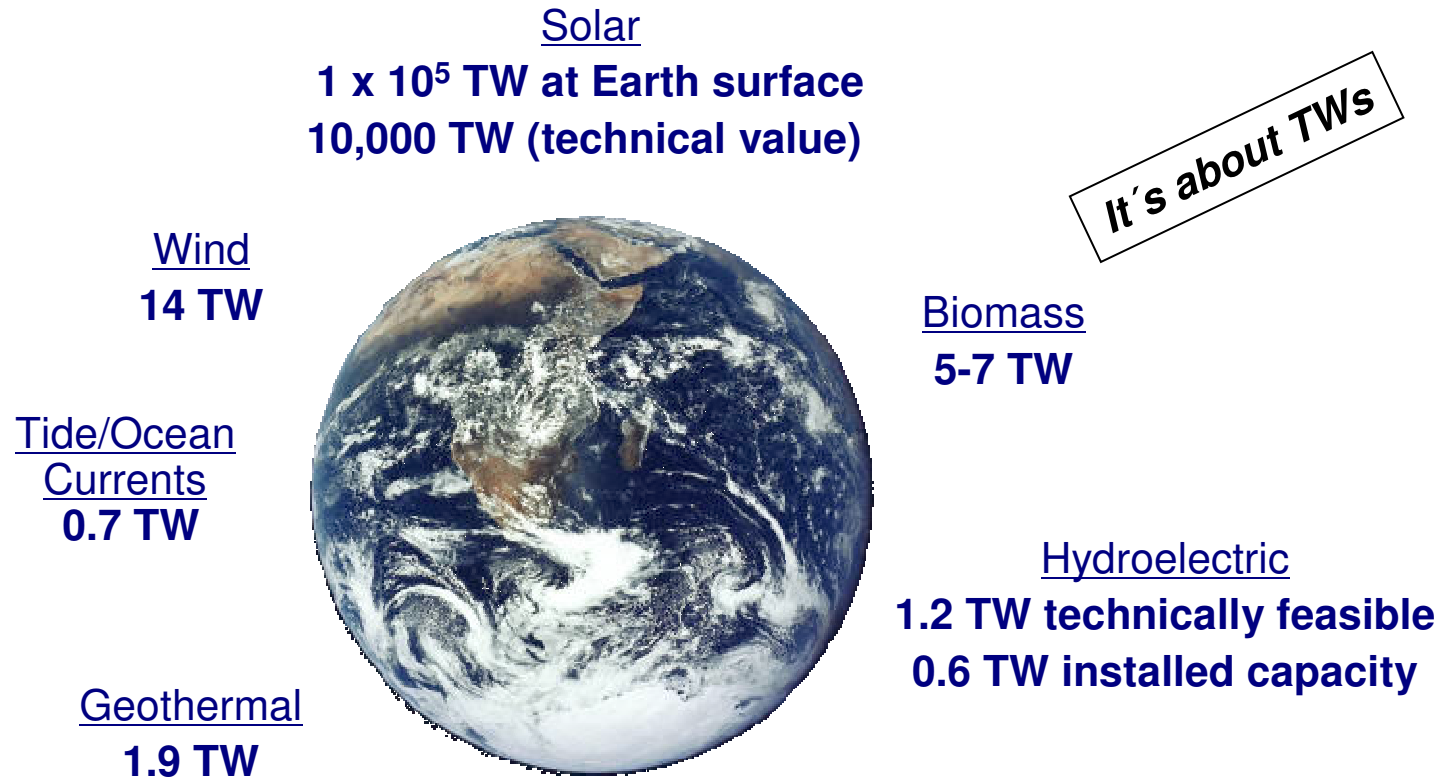 Solar
1 x 10⁵ TW at Earth surface
10,000 TW (technical value)
It´s about TWs
Wind
14 TW
Biomass
5-7 TW
Tide/Ocean
Currents
0.7 TW
Hydroelectric
1.2 TW technically feasible
0.6 TW installed capacity
Geothermal
1.9 TW